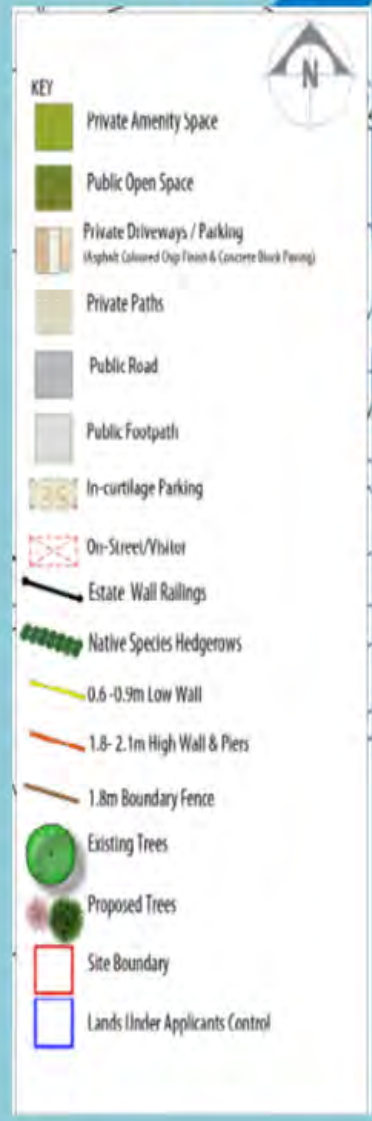 N
KEY
Private Amenity Space
Public Open Space
Private Driveways / Parking
(Asphalt Coloured Chip Finish & Concrete Block Paving)
Private Paths
Public Road
Public Footpath
In-curtilage Parking
On-Street/Visitor
Estate Wall Railings
Native Species Hedgerows
0.6 -0.9m Low Wall
1.8- 2.1m High Wall & Piers
1.8m Boundary Fence
Existing Trees
Proposed Trees
Site Boundary
Lands Under Applicants Control